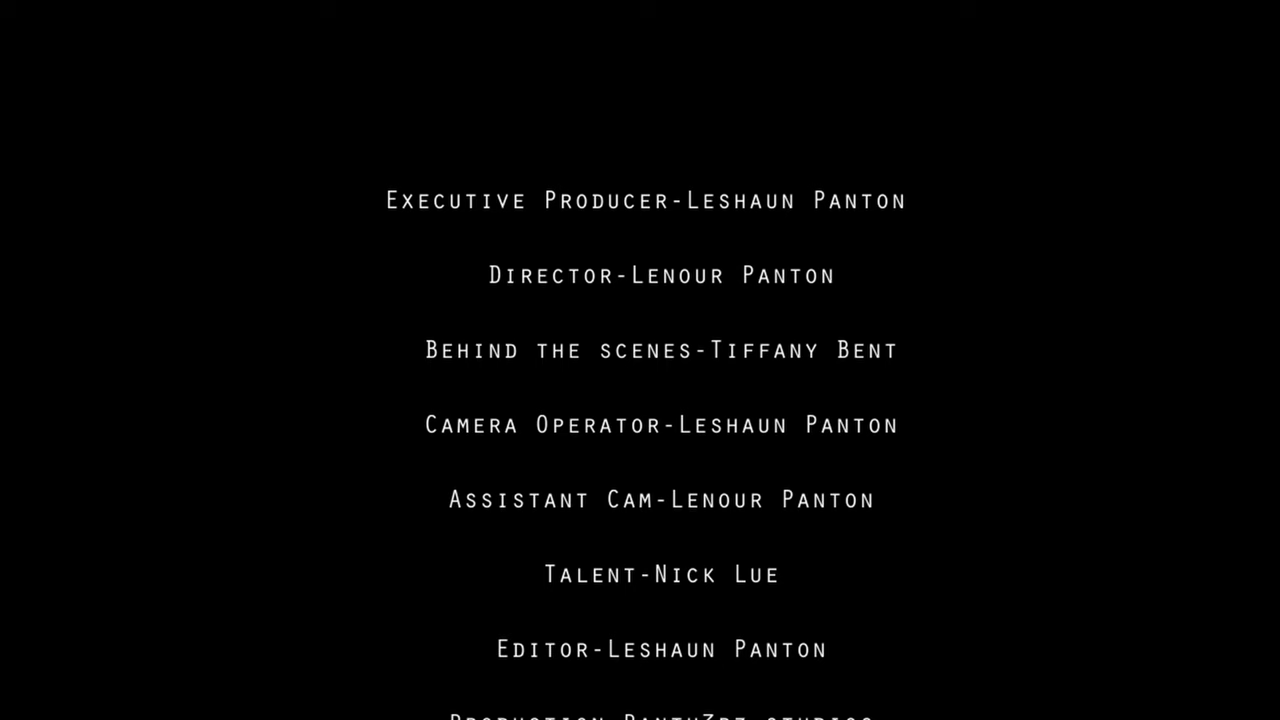 Executive Producer-Leshaun Panton
Director-Lenour Panton
Behind the scenes-Tiffany Bent
Camera Operator-Leshaun Panton
Assistant Cam-Lenour Panton
Talent-Nick Lue
Editor-Leshaun Panton
Production